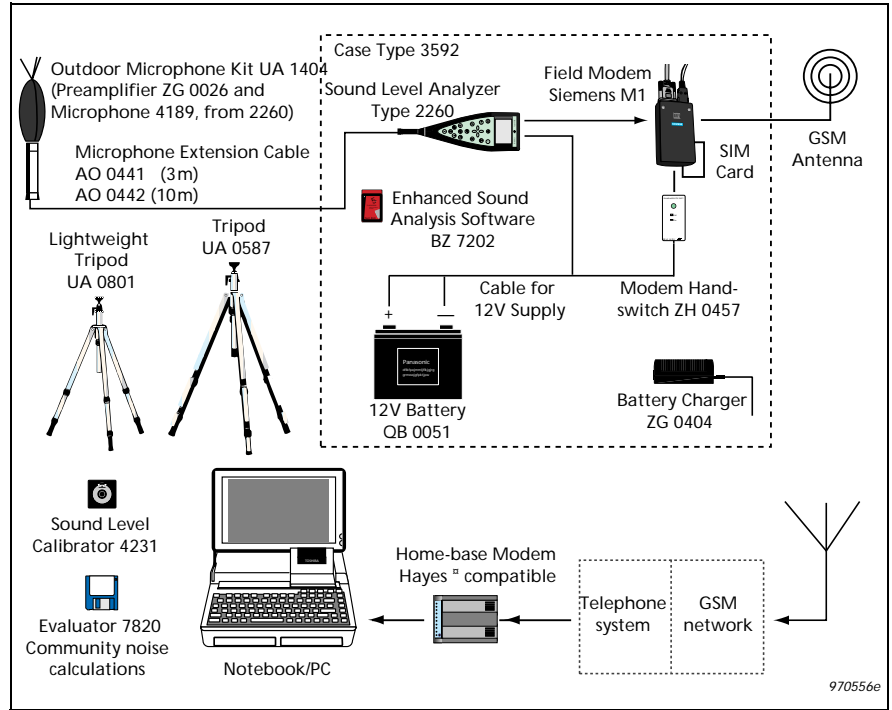 Case Type 3592
Outdoor Microphone Kit UA 1404
(Preamplifier ZG 0026 and
Microphone 4189, from 2260)
Microphone Extension Cable
AO 0441 (3m)
AO 0442 (10m)
Sound Level Analyzer
Type 2260
Field Modem
Siemens M1
SIM
Card
GSM
Antenna
Enhanced Sound
Analysis Software
BZ 7202
Lightweight
Tripod
UA 0801
Tripod
UA 0587
+
—
Cable for
12V Supply
Modem Hand-
switch ZH 0457
Panasonic
12V Battery
QB 0051
Battery Charger
ZG 0404
Sound Level
Calibrator 4231
Evaluator 7820
Community noise
calculations
Notebook/PC
Home-base Modem
Hayes ¤ compatible
Telephone
system
GSM
network
970556e